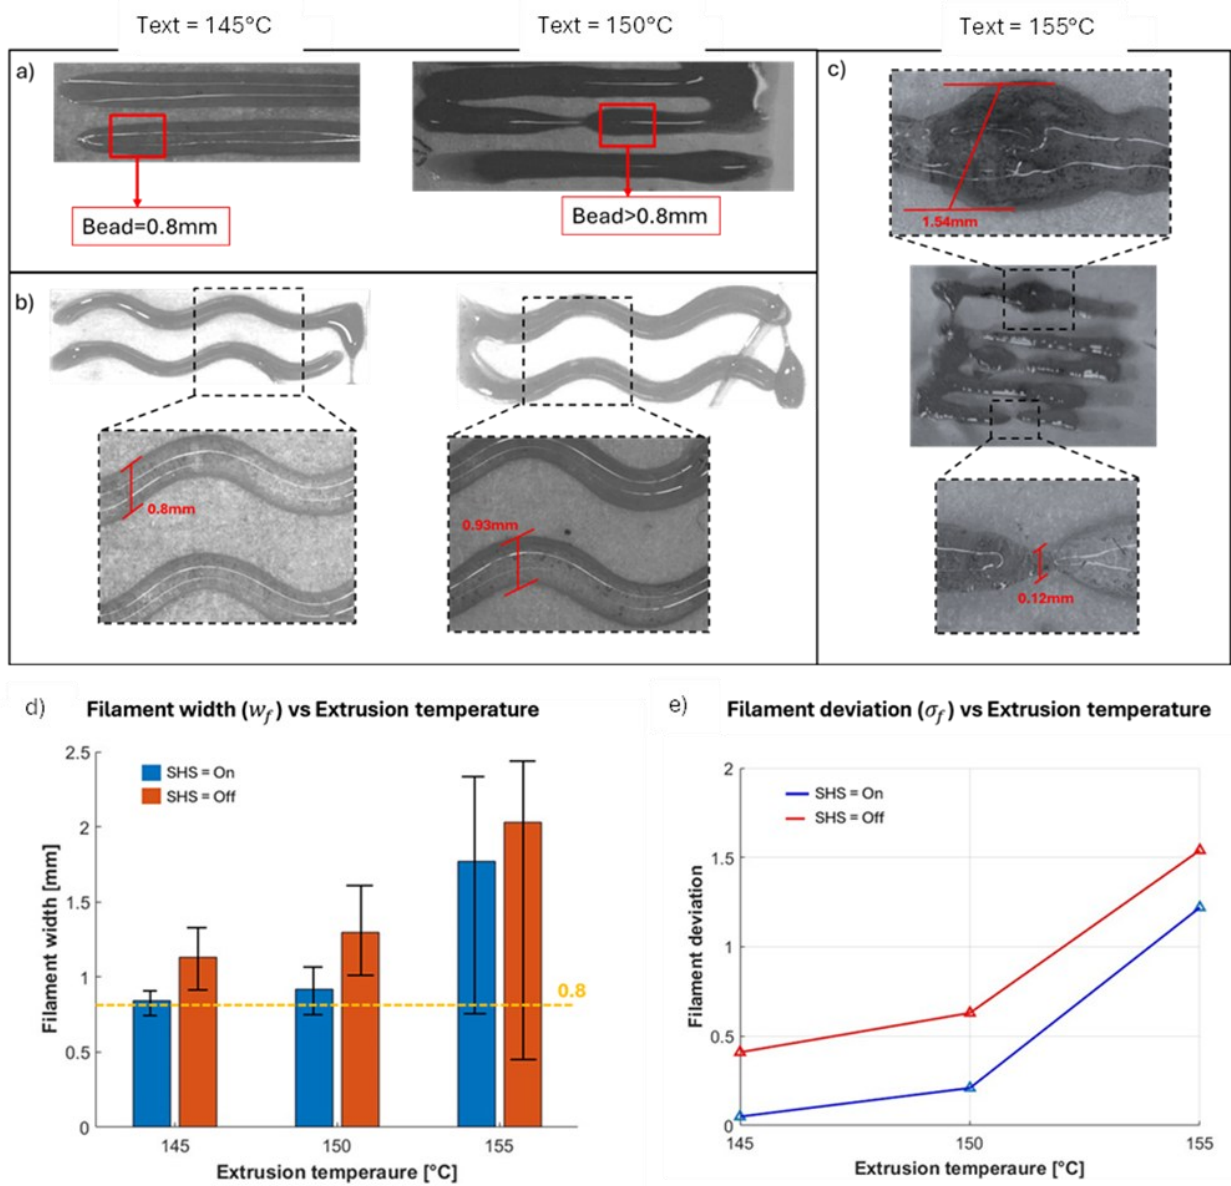 Text = 145°C
Text = 150°C
Text = 155°C
a)
Bead=0.8mm
Bead>0.8mm
b)
0.8mm
0.93mm
c)
1.54mm
0.12mm
d)
Filament width (w_f) vs Extrusion temperature
2.5
2
1.5
1
0.5
0
Filament width [mm]
SHS = On
SHS = Off
0.8
145
150
155
Extrusion temperaure [°C]
e)
Filament deviation (σ_f) vs Extrusion temperature
2
1.5
1
0.5
0
Filament deviation
SHS = On
SHS = Off
145
150
155
Extrusion temperaure [°C]